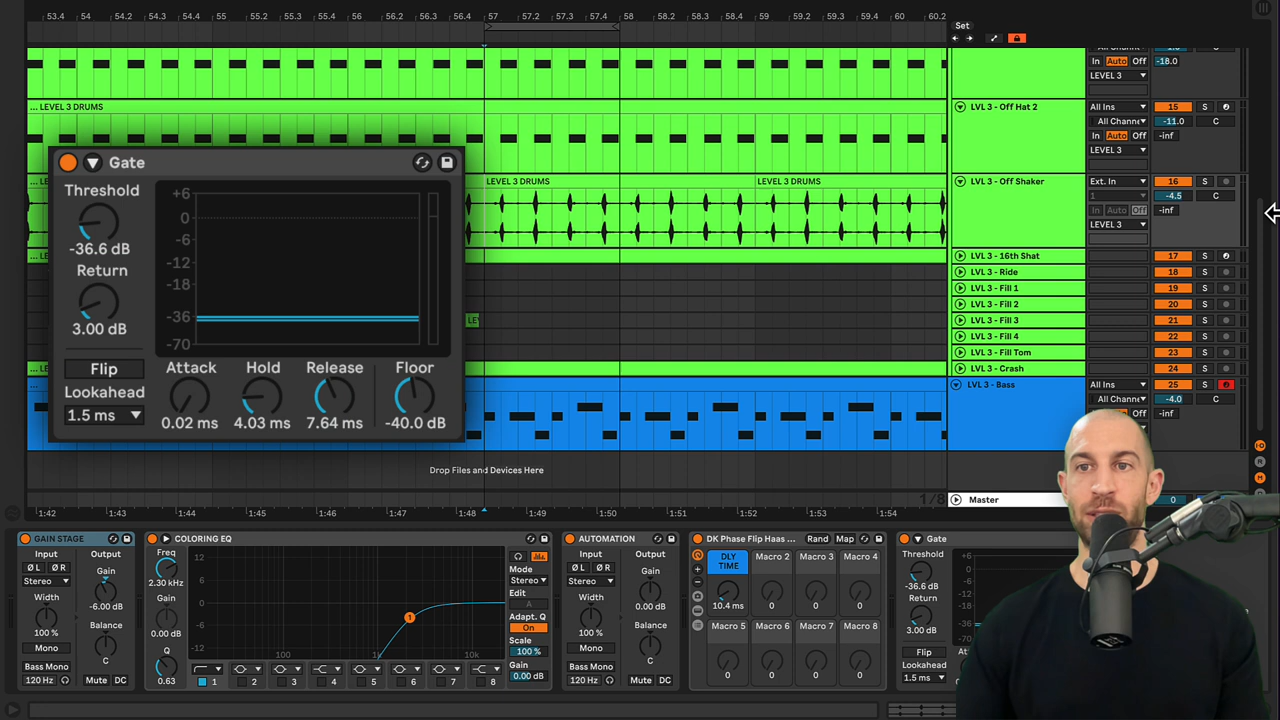 53.4 54 54.2 54.3 54.4 55 55.2 55.3 55.4 56 56.2 56.3 56.4 57 57.2 57.3 57.4 58 58.2 58.3 58.4 59 59.2 59.3 59.4 60 60.2
Set
-18.0
In Auto Off
LEVEL 3
... LEVEL 3 DRUMS
LVL 3 - Off Hat 2
All Ins
15
All Channe
-11.0
C
In Auto Off
-inf
LEVEL 3
LEVEL 3 DRUMS
LEVEL 3 DRUMS
LVL 3 - Off Shaker
Ext. In
16 S
1
-4.5
C
In Auto Off
-inf
LEVEL 3
LVL 3 - 16th Shat
17 S
LVL 3 - Ride
18 S
LVL 3 - Fill 1
19 S
LVL 3 - Fill 2
20 S
LVL 3 - Fill 3
21 S
LVL 3 - Fill 4
22 S
LVL 3 - Fill Tom
23 S
LVL 3 - Crash
24 S
LVL 3 - Bass
All Ins
25 S
All Channe
-4.0
C
Off
-inf
Gate
Threshold
-36.6 dB
Return
3.00 dB
Flip
Lookahead
1.5 ms
+6
0
-6
-12
-18
-36
-70
Attack Hold Release Floor
0.02 ms 4.03 ms 7.64 ms -40.0 dB
LE
Drop Files and Devices Here
1/8
Master
0
1:42 1:43 1:44 1:45 1:46 1:47 1:48 1:49 1:50 1:51 1:52 1:53 1:54
GAIN STAGE
Input Output
Ø L Ø R Gain
Stereo
-6.00 dB
Width
Balance
100 %
Mono
C
Bass Mono
120 Hz
Mute DC
COLORING EQ
Freq
2.30 kHz
Gain
0.00 dB
Q
0.63
12
6
0
-6
-12
100 1k 10k
1
1 2 3 4 5 6 7 8
Mode
Stereo
Edit
A
Adapt. Q
On
Scale
100 %
Gain
0.00 dB
AUTOMATION
Input Output
Ø L Ø R Gain
Stereo
0.00 dB
Width
Balance
100 %
Mono
C
Bass Mono
120 Hz
Mute DC
DK Phase Flip Haas ...
Rand Map
DLY TIME
Macro 2 Macro 3 Macro 4
10.4 ms 0 0 0
Macro 5 Macro 6 Macro 7 Macro 8
0 0 0 0
Gate
Threshold
-36.6 dB
Return
3.00 dB
Flip
Lookahead
1.5 ms
+6
0
-6
-12
-18
-36
-70